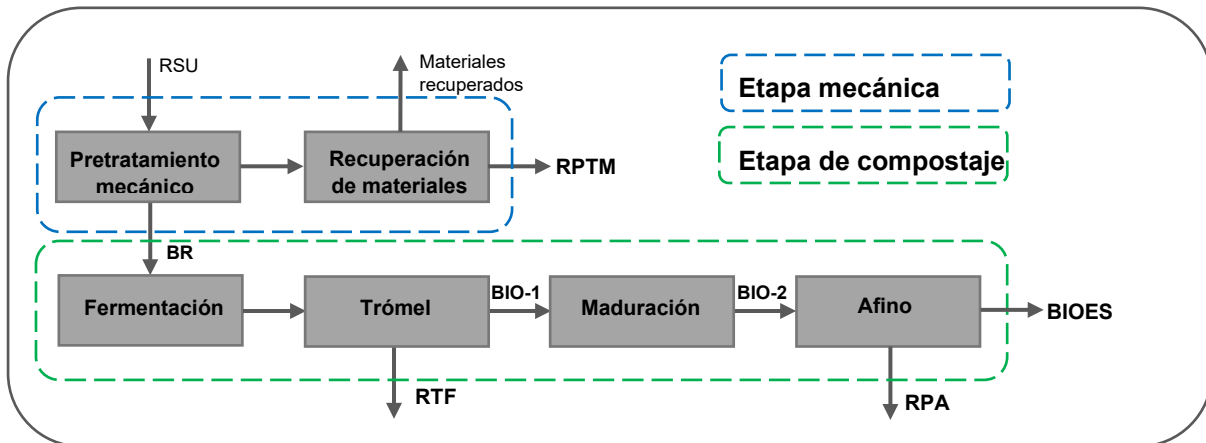 RSU
Materiales
recuperados
Etapa mecánica
Pretratamiento
mecánico
Recuperación
de materiales
RPTM
Etapa de compostaje
BR
Fermentación
Trómel
BIO-1
Maduración
BIO-2
Afino
BIOES
RTF
RPA